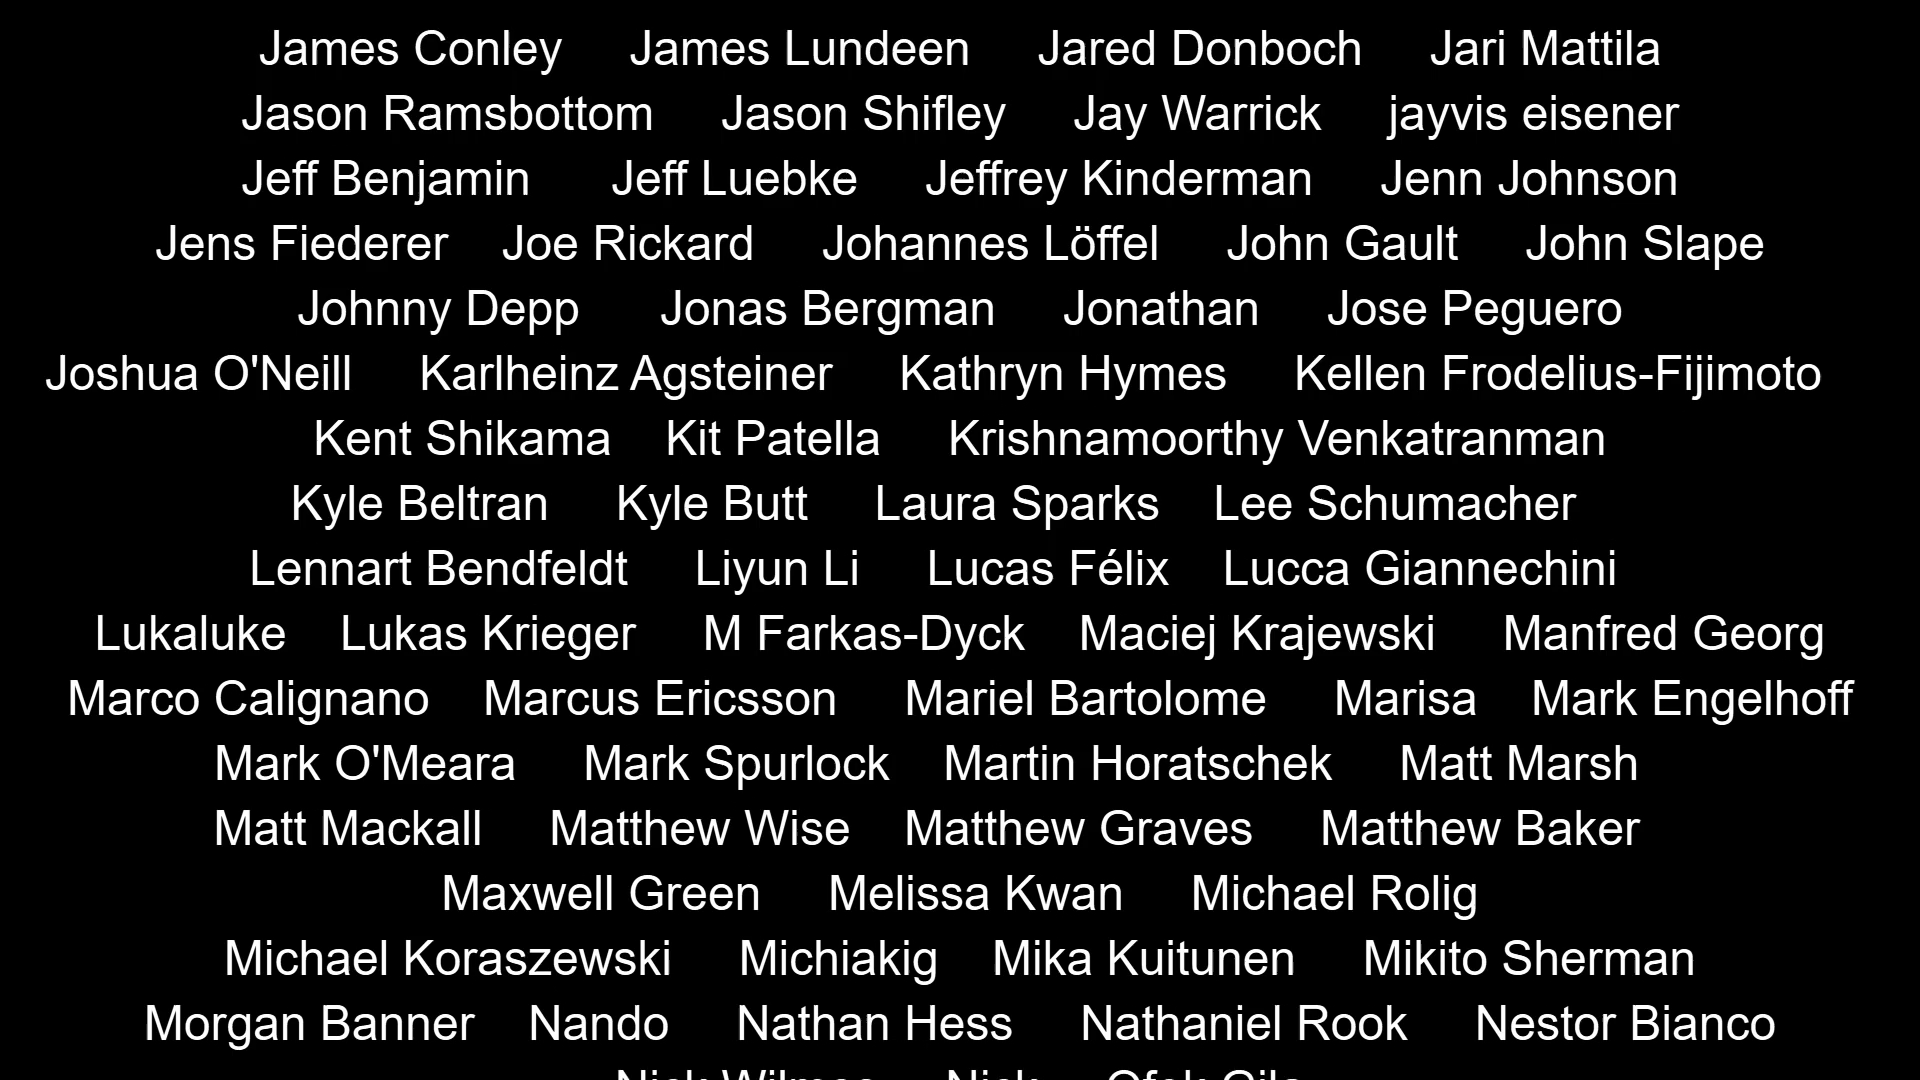 James Conley James Lundeen Jared Donboch Jari Mattila
Jason Ramsbottom Jason Shifley Jay Warrick jayvis eisener
Jeff Benjamin Jeff Luebke Jeffrey Kinderman Jenn Johnson
Jens Fiederer Joe Rickard Johannes Löffel John Gault John Slape
Johnny Depp Jonas Bergman Jonathan Jose Peguero
Joshua O'Neill Karlheinz Agsteiner Kathryn Hymes Kellen Frodelius-Fijimoto
Kent Shikama Kit Patella Krishnamoorthy Venkatranman
Kyle Beltran Kyle Butt Laura Sparks Lee Schumacher
Lennart Bendfeldt Liyun Li Lucas Félix Lucca Giannechini
Lukaluke Lukas Krieger M Farkas-Dyck Maciej Krajewski Manfred Georg
Marco Calignano Marcus Ericsson Mariel Bartolome Marisa Mark Engelhoff
Mark O'Meara Mark Spurlock Martin Horatschek Matt Marsh
Matt Mackall Matthew Wise Matthew Graves Matthew Baker
Maxwell Green Melissa Kwan Michael Rolig
Michael Koraszewski Michiakig Mika Kuitunen Mikito Sherman
Morgan Banner Nando Nathan Hess Nathaniel Rook Nestor Bianco
Nick Nick